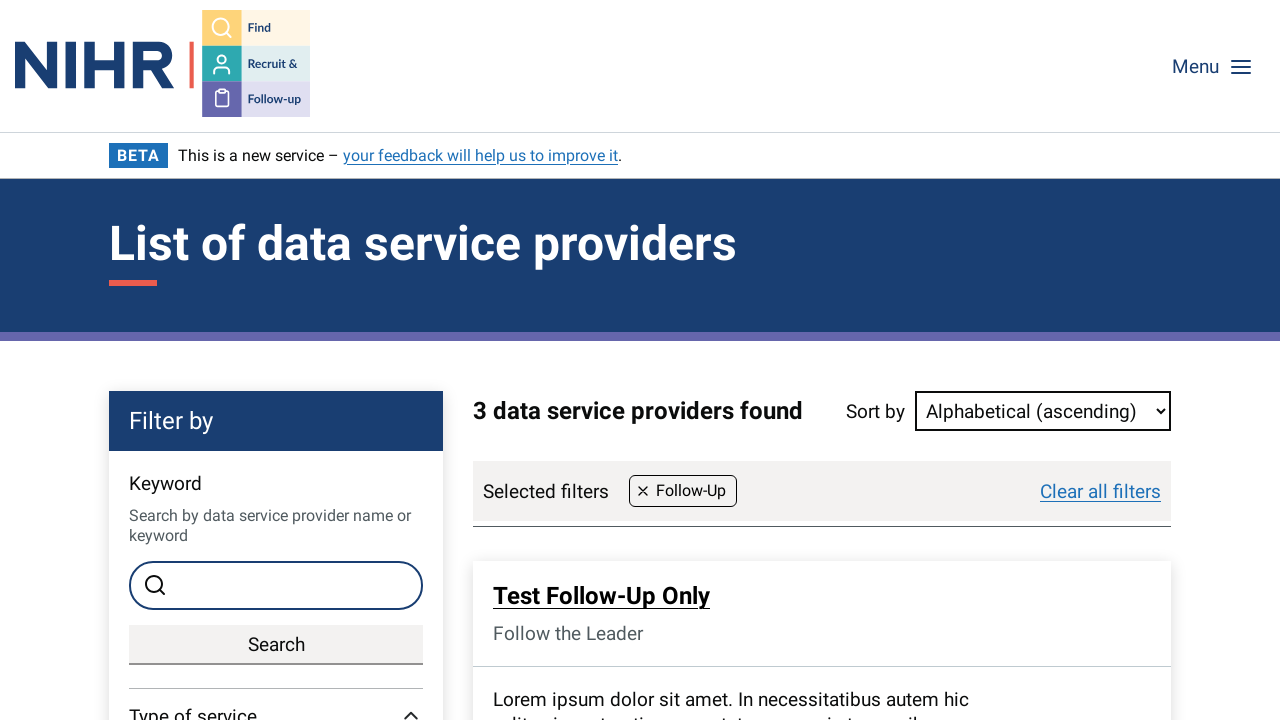 NIHR
Find
Recruit &
Follow-up
Menu
BETA
This is a new service – your feedback will help us to improve it.
List of data service providers
Filter by
Keyword
Search by data service provider name or
keyword
Search
Type of service
3 data service providers found
Sort by
Alphabetical (ascending)
Selected filters
Follow-Up
Clear all filters
Test Follow-Up Only
Follow the Leader
Lorem ipsum dolor sit amet. In necessitatibus autem hic